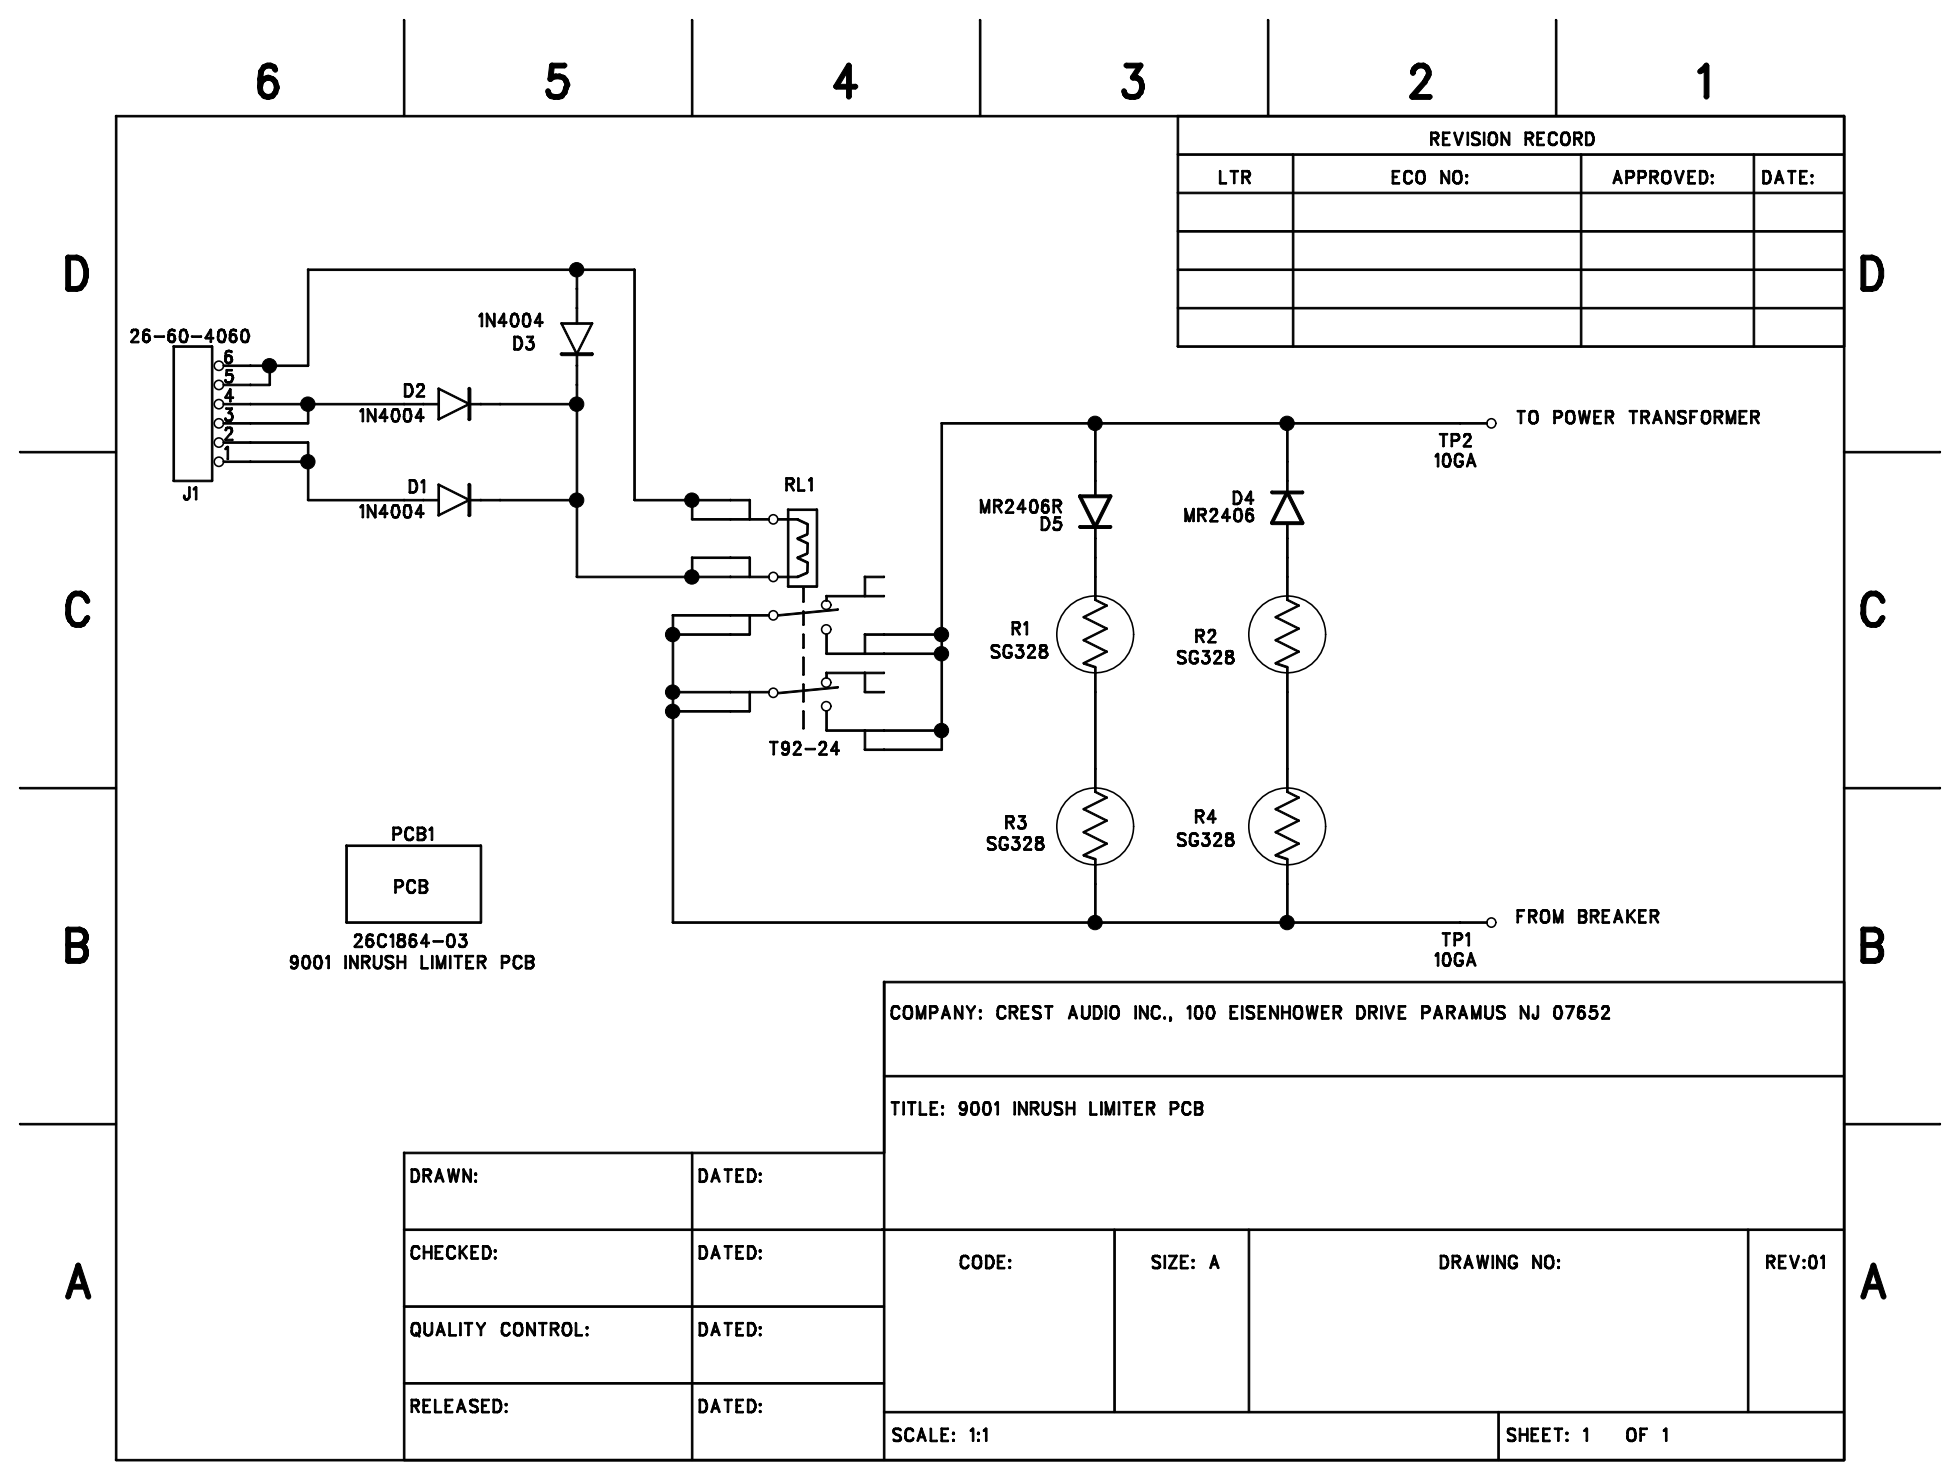 6 5 4 3 2 1
REVISION RECORD
LTR ECO NO: APPROVED: DATE:
D D
26-60-4060
6
5
4
3
2
1
J1
1N4004
D3
D2
1N4004
D1
1N4004
TO POWER TRANSFORMER
TP2
10GA
RL1
MR2406R
D5
D4
MR2406
C C
R1
SG328
R2
SG328
T92-24
R3
SG328
R4
SG328
PCB1
PCB
26C1864-03
9001 INRUSH LIMITER PCB
FROM BREAKER
TP1
10GA
B B
COMPANY: CREST AUDIO INC., 100 EISENHOWER DRIVE PARAMUS NJ 07652
TITLE: 9001 INRUSH LIMITER PCB
DRAWN: DATED:
CHECKED: DATED:
CODE: SIZE: A DRAWING NO: REV:01
A A
QUALITY CONTROL: DATED:
RELEASED: DATED:
SCALE: 1:1 SHEET: 1 OF 1